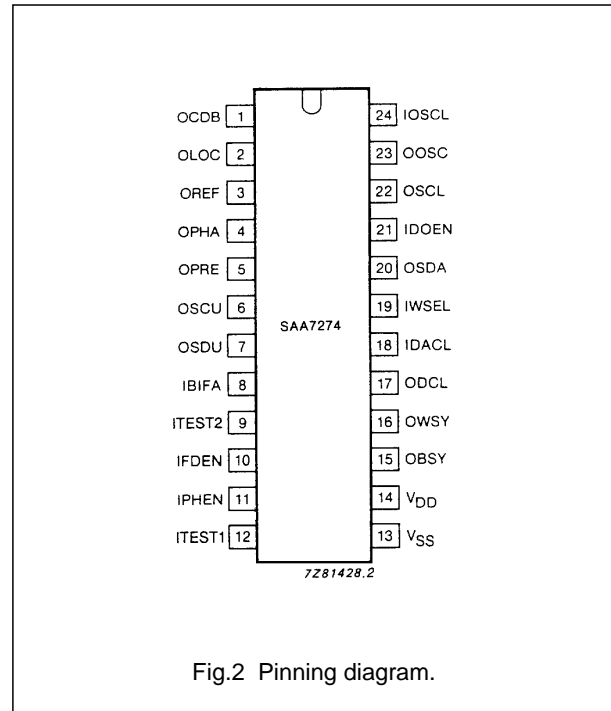 OCDB 1 24 IOSCL
OLOC 2 23 OOSC
OREF 3 22 OSCL
OPHA 4 21 IDOEN
OPRE 5 20 OSDA
OSCU 6 19 IWSEL
SAA7274
OSDU 7 18 IDACL
IBIFA 8 17 ODCL
ITEST2 9 16 OWSY
IFDEN 10 15 OBSY
IPHEN 11 14 VDD
ITEST1 12 13 VSS
7Z81428.2
Fig.2 Pinning diagram.